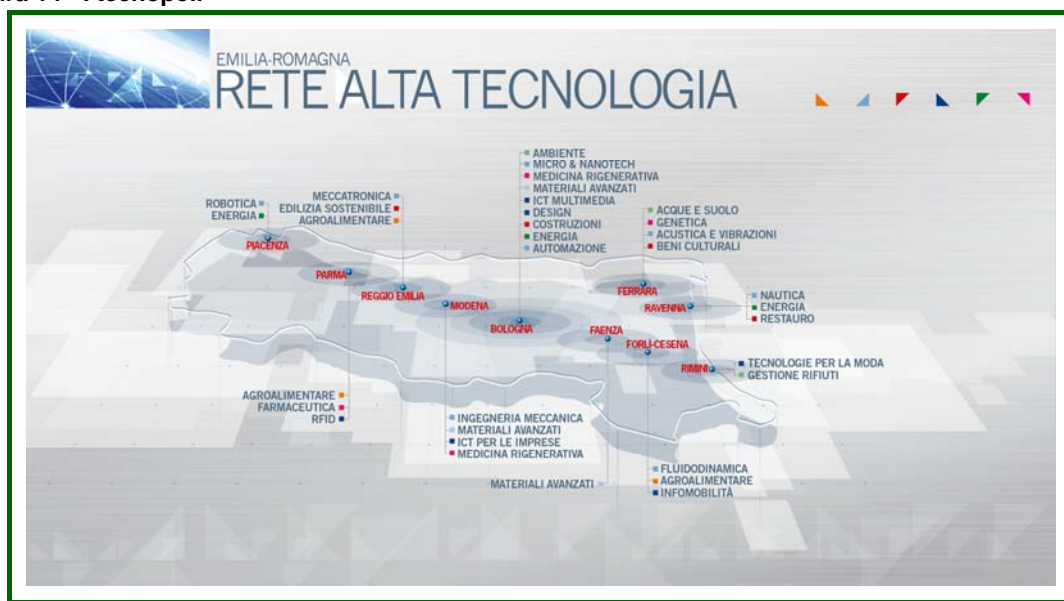 EMILIA-ROMAGNA
RETE ALTA TECNOLOGIA
AMBIENTE
MICRO & NANOTECH
MEDICINA RIGENERATIVA
MATERIALI AVANZATI
ICT MULTIMEDIA
DESIGN
COSTRUZIONI
ENERGIA
AUTOMAZIONE
ROBOTICA
ENERGIA
MECCATRONICA
EDILIZIA SOSTENIBILE
AGROALIMENTARE
ACQUE E SUOLO
GENETICA
ACUSTICA E VIBRAZIONI
BENI CULTURALI
PIACENZA
PARMA
REGGIO EMILIA
MODENA
BOLOGNA
FERRARA
RAVENNA
FAENZA
FORLÌ-CESENA
RIMINI
NAUTICA
ENERGIA
RESTAURO
TECNOLOGIE PER LA MODA
GESTIONE RIFIUTI
AGROALIMENTARE
FARMACEUTICA
RFID
INGEGNERIA MECCANICA
MATERIALI AVANZATI
ICT PER LE IMPRESE
MEDICINA RIGENERATIVA
MATERIALI AVANZATI
FLUIDODINAMICA
AGROALIMENTARE
INFOMOBILITÀ